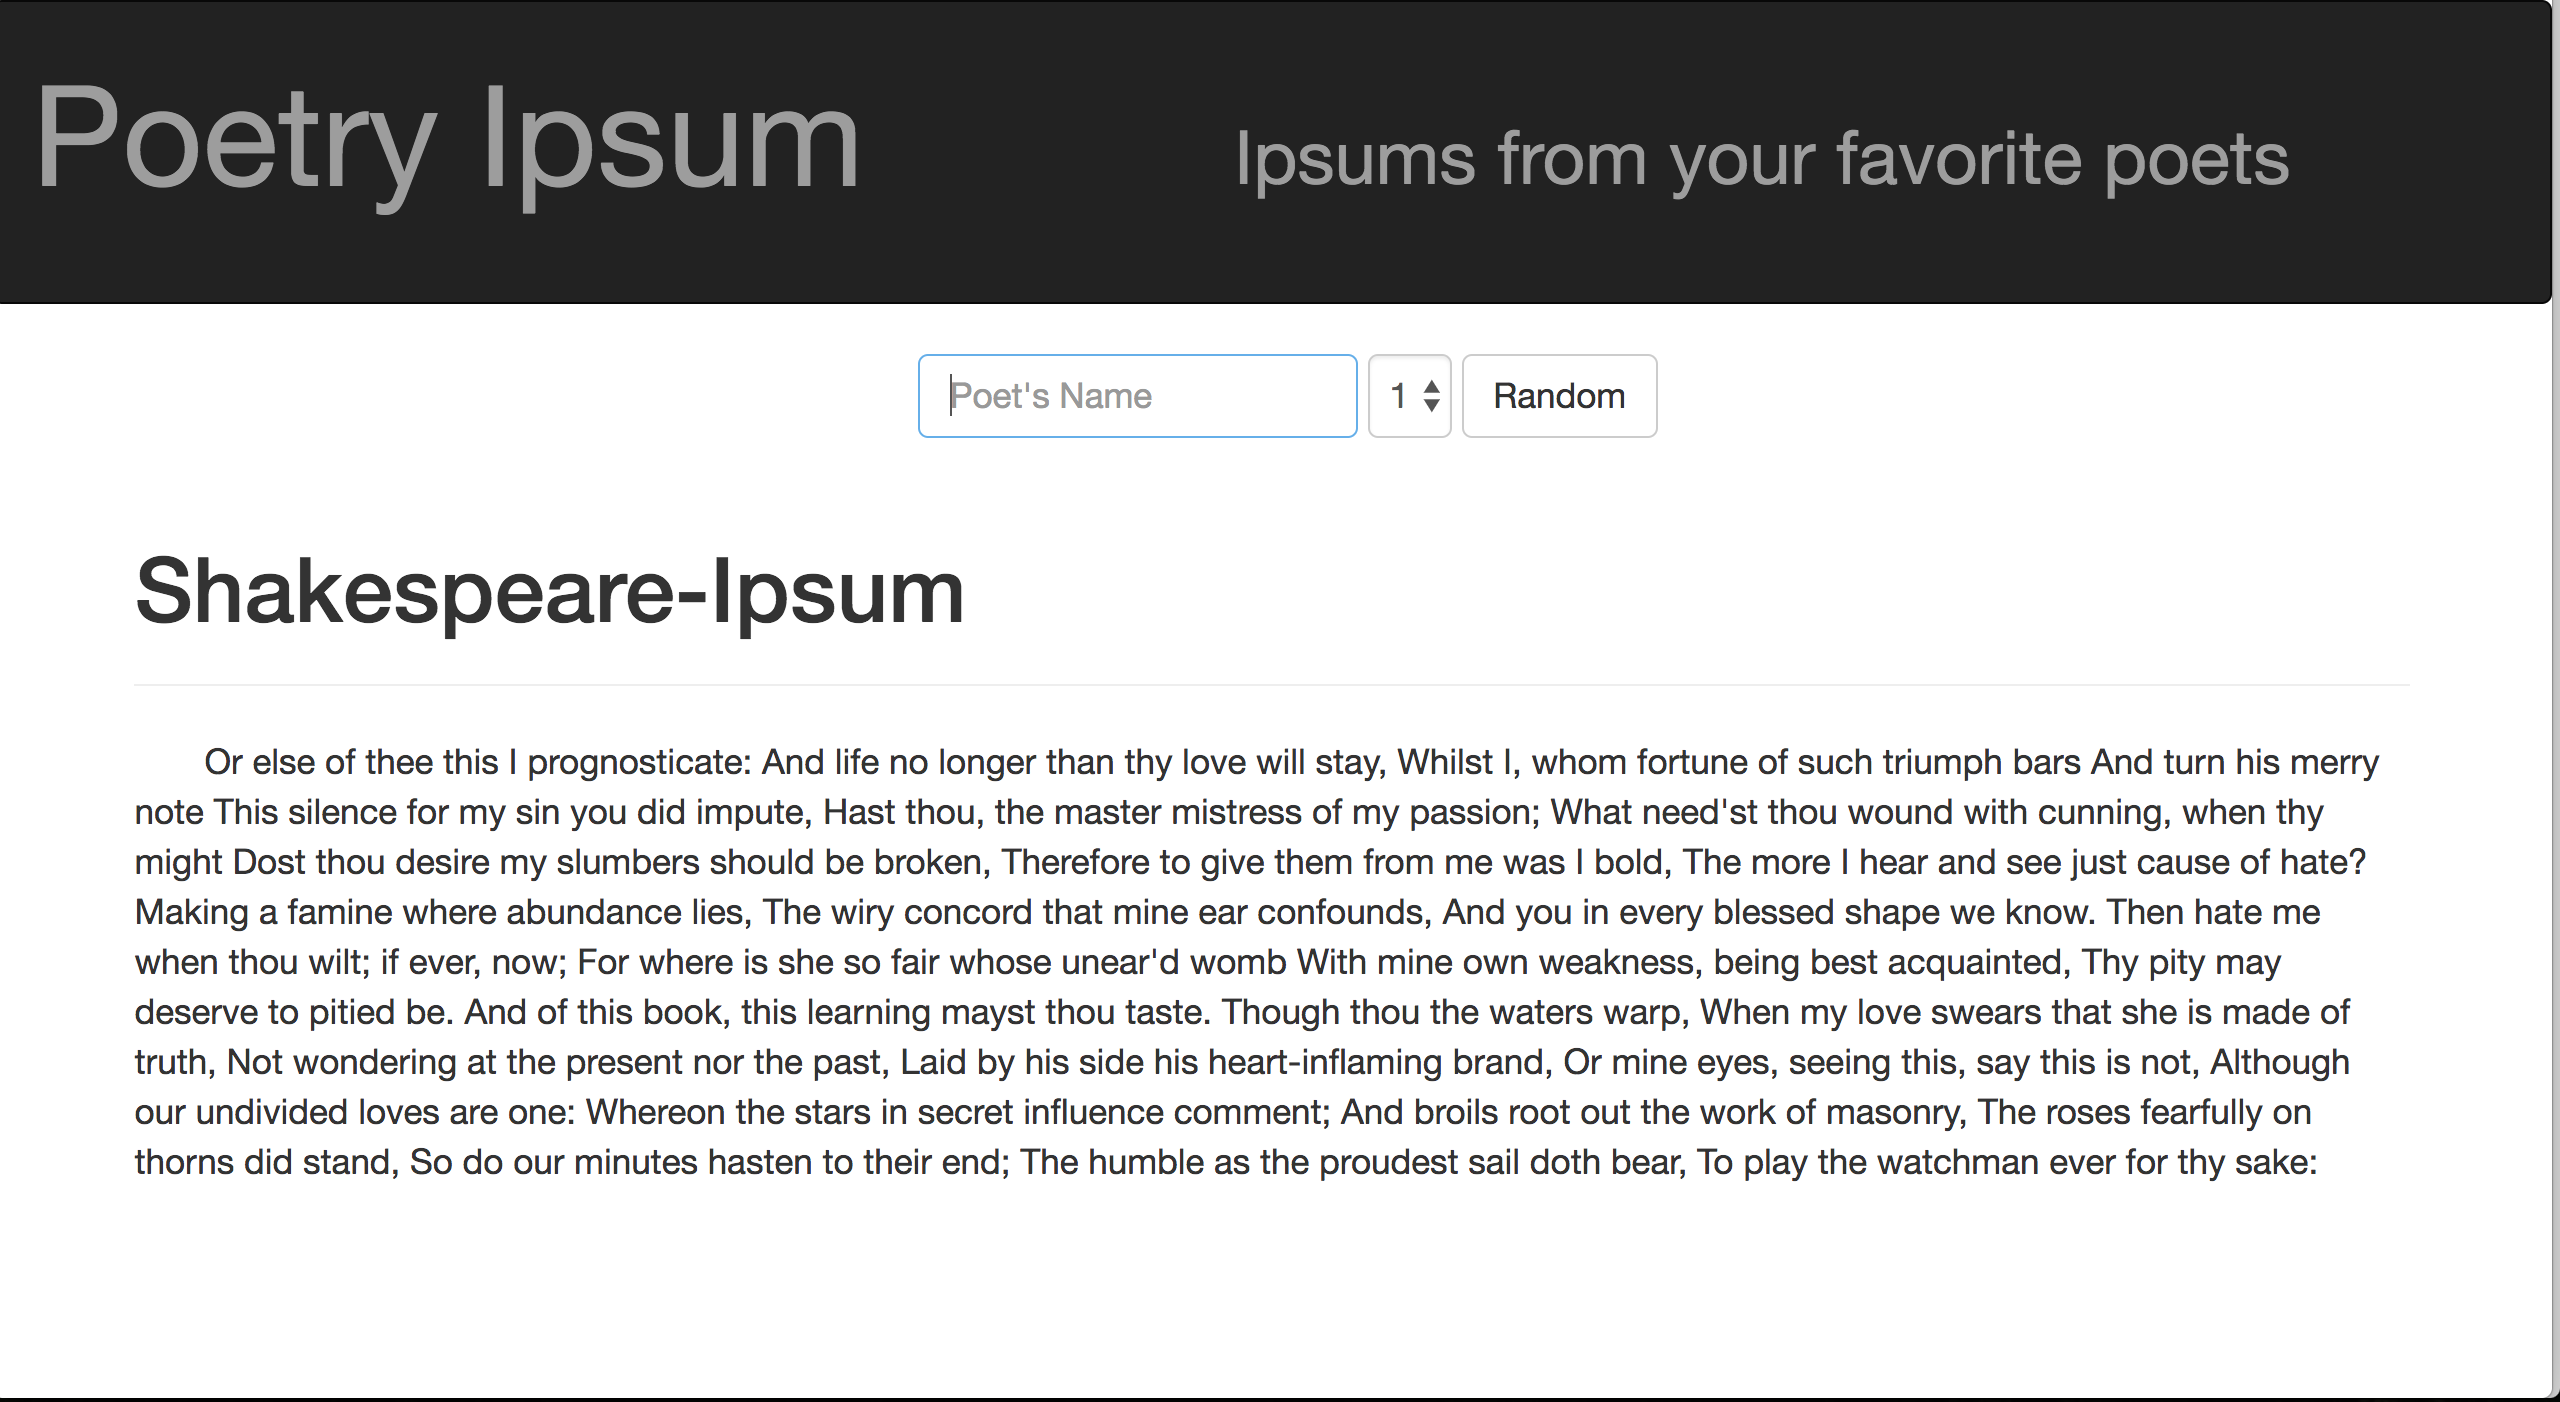 Poetry Ipsum
Ipsums from your favorite poets
Poet's Name
1
Random
Shakespeare-Ipsum
Or else of thee this I prognosticate: And life no longer than thy love will stay, Whilst I, whom fortune of such triumph bars And turn his merry
note This silence for my sin you did impute, Hast thou, the master mistress of my passion; What need'st thou wound with cunning, when thy
might Dost thou desire my slumbers should be broken, Therefore to give them from me was I bold, The more I hear and see just cause of hate?
Making a famine where abundance lies, The wiry concord that mine ear confounds, And you in every blessed shape we know. Then hate me
when thou wilt; if ever, now; For where is she so fair whose unear'd womb With mine own weakness, being best acquainted, Thy pity may
deserve to pitied be. And of this book, this learning mayst thou taste. Though thou the waters warp, When my love swears that she is made of
truth, Not wondering at the present nor the past, Laid by his side his heart-inflaming brand, Or mine eyes, seeing this, say this is not, Although
our undivided loves are one: Whereon the stars in secret influence comment; And broils root out the work of masonry, The roses fearfully on
thorns did stand, So do our minutes hasten to their end; The humble as the proudest sail doth bear, To play the watchman ever for thy sake: